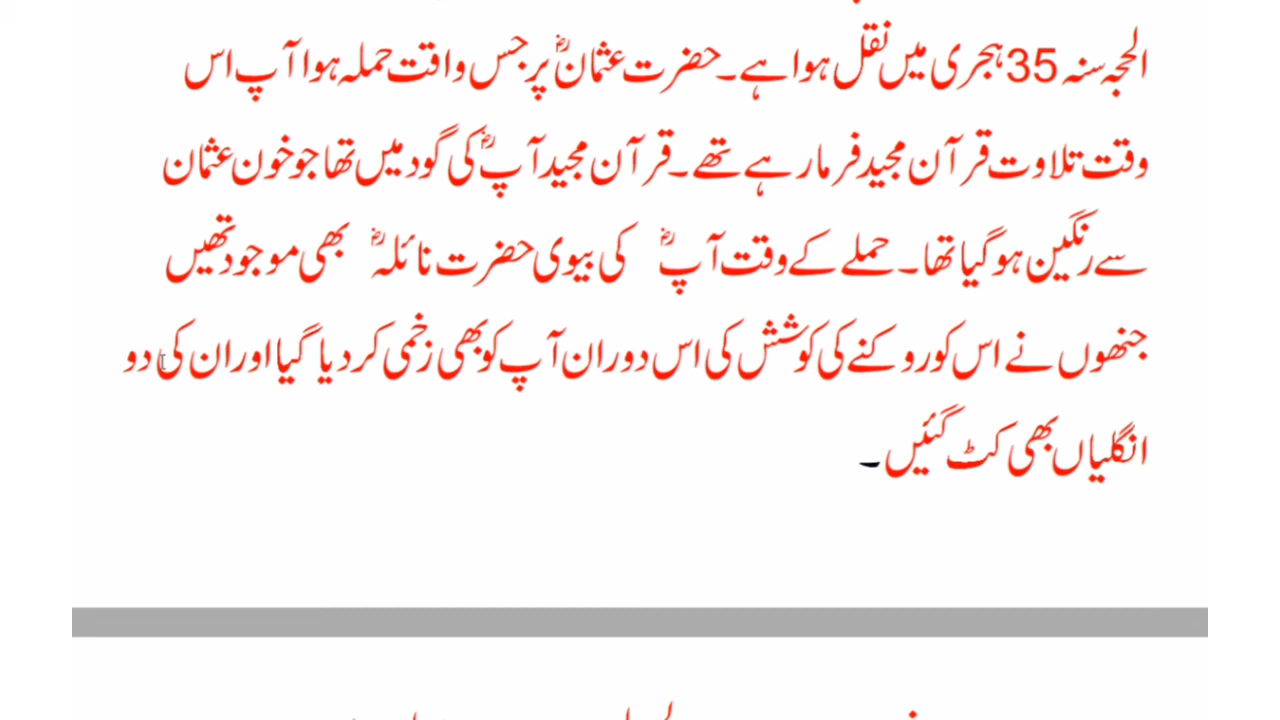 الحجہ سنہ 35 ہجری میں نقل ہوا ہے۔ حضرت عثمانؓ پر جس واقت حملہ ہوا آپ اس
وقت تلاوت قرآن مجید فرما رہے تھے۔ قرآن مجید آپؓ کی گود میں تھا جو خون عثمان
سے رنگین ہو گیا تھا۔ حملے کے وقت آپؓ کی بیوی حضرت نائلہؓ بھی موجود تھیں
جنھوں نے اس کو روکنے کی کوشش کی اس دوران آپ کو بھی زخمی کر دیا گیا اور ان کی دو
انگلیاں بھی کٹ گئیں۔